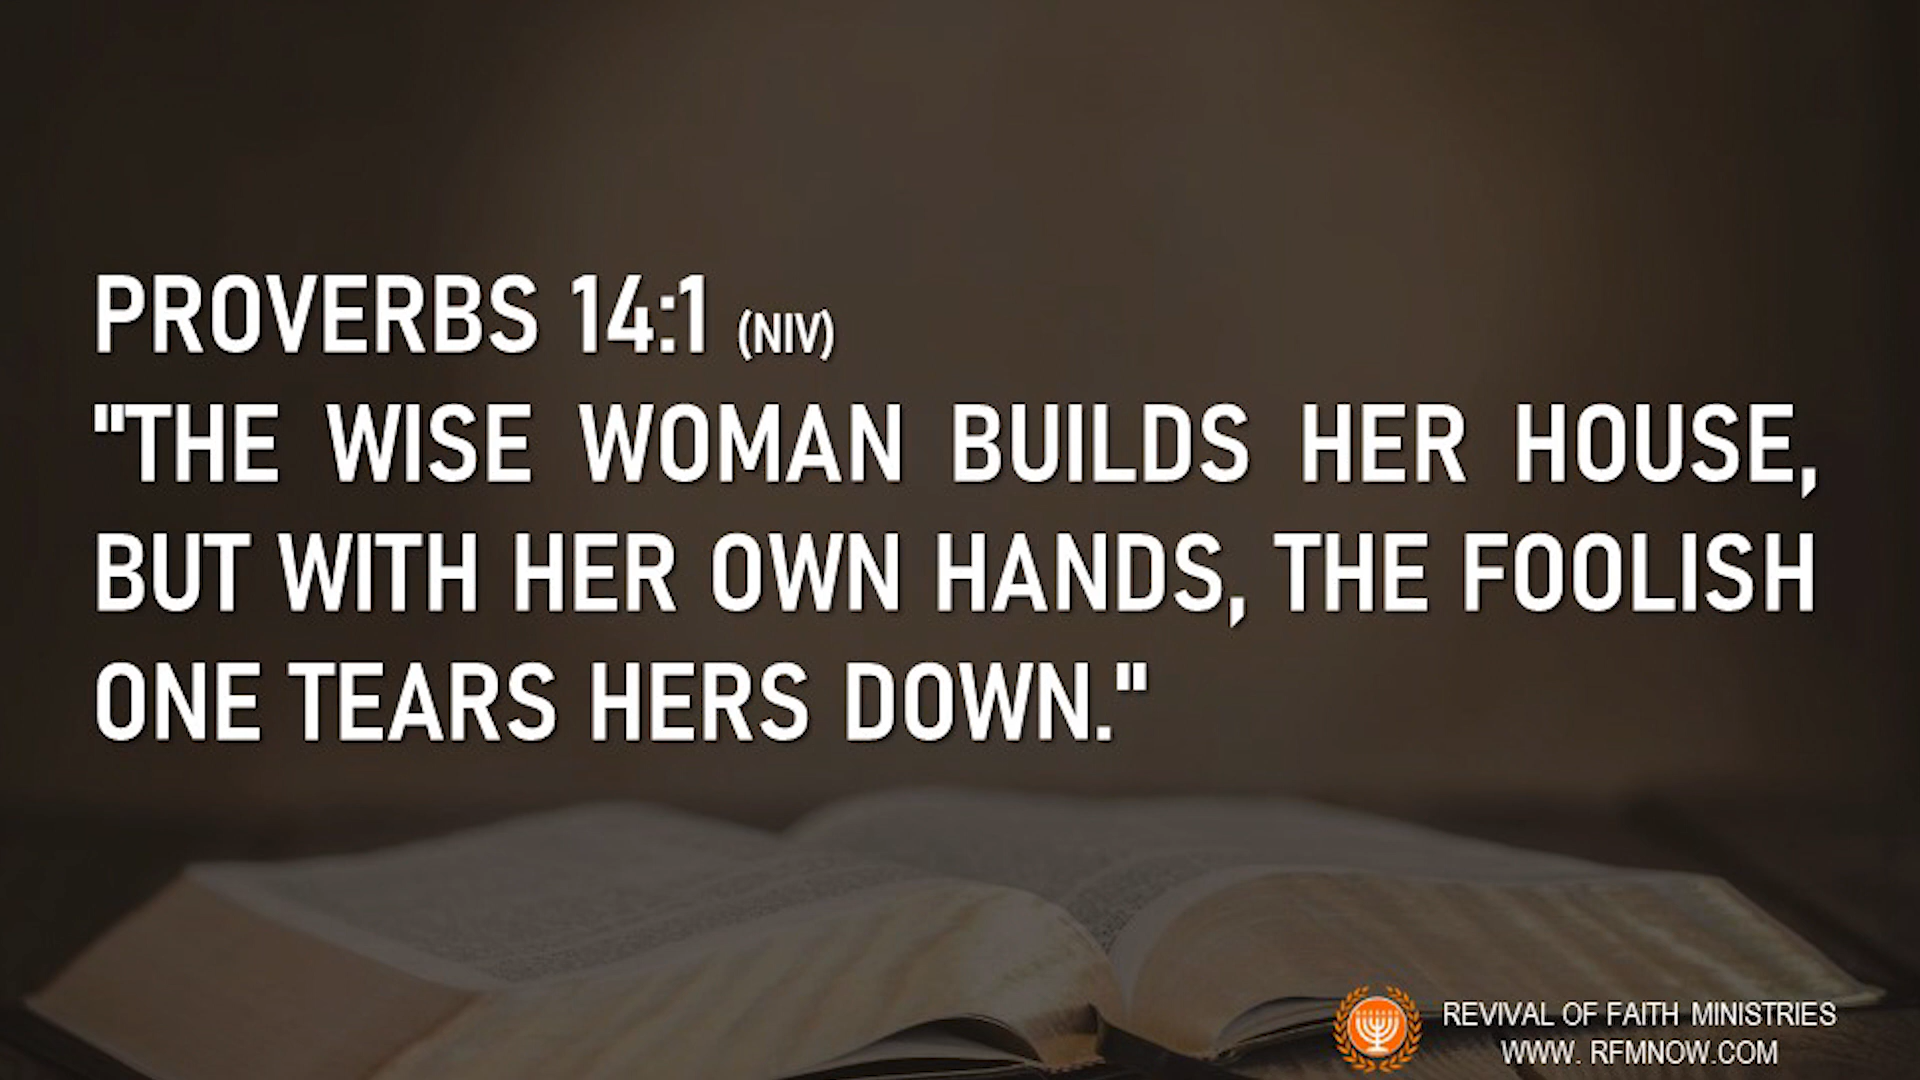 PROVERBS 14:1 (NIV)
"THE WISE WOMAN BUILDS HER HOUSE,
BUT WITH HER OWN HANDS, THE FOOLISH
ONE TEARS HERS DOWN."
REVIVAL OF FAITH MINISTRIES
WWW. RFMNOW.COM